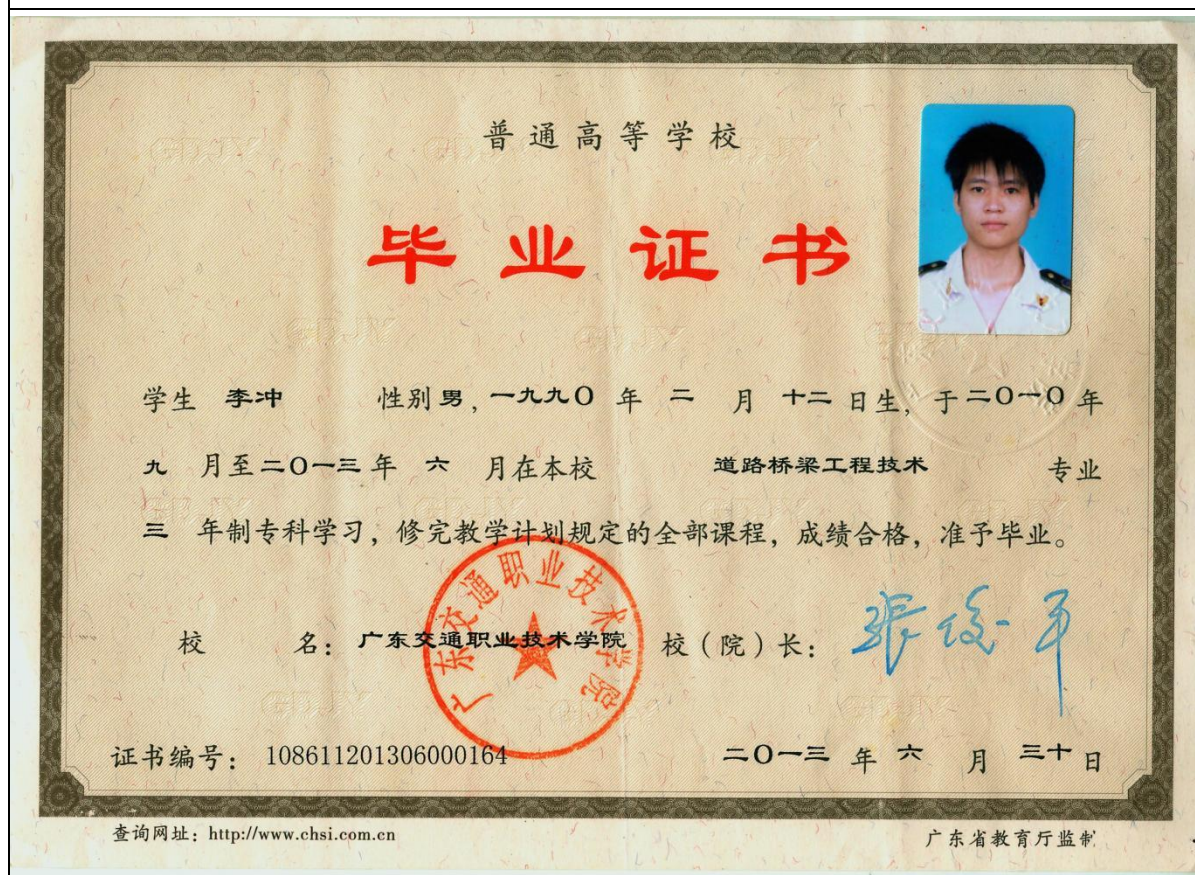 普通高等学校
毕业证书
学生 李冲 性别 男，一九九〇 年 二 月 十二 日生，于 二〇一〇 年
九 月至 二〇一三 年 六 月在本校 道路桥梁工程技术 专业
三 年制专科学习，修完教学计划规定的全部课程，成绩合格，准予毕业。
广东交通职业技术学院
校 名：广东交通职业技术学院 校（院）长：
证书编号：108611201306000164 二〇一三 年 六 月 三十 日
查询网址：http://www.chsi.com.cn 广东省教育厅监制